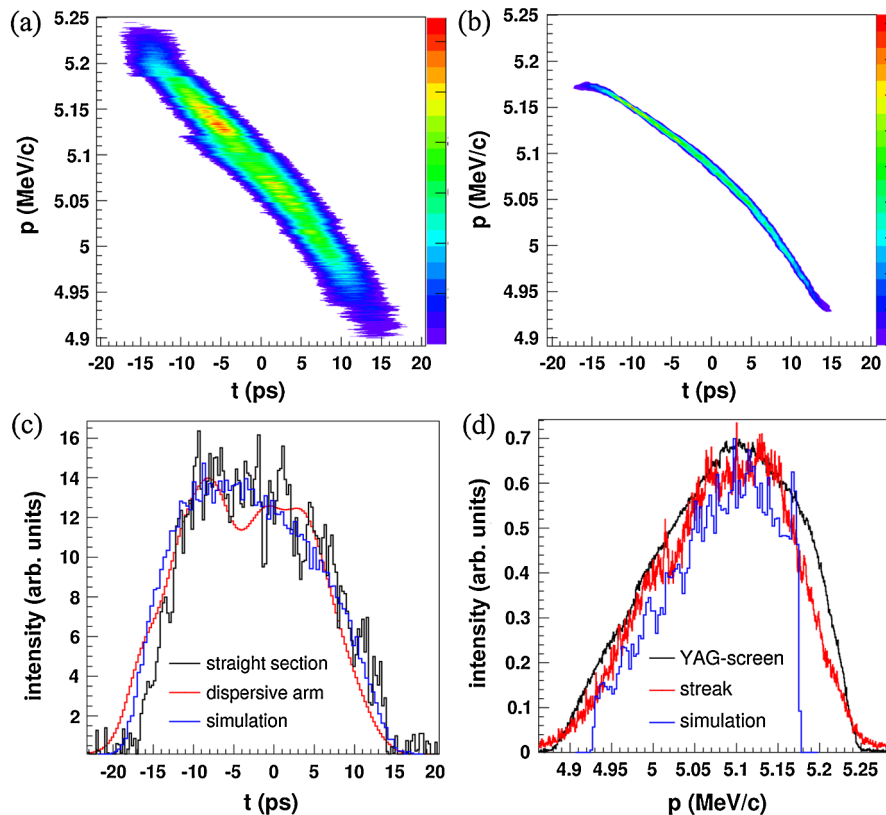 (a)
5.25
5.2
5.15
5.1
5.05
5
4.95
4.9
p (MeV/c)
-20 -15 -10 -5 0 5 10 15 20
t (ps)
(b)
5.25
5.2
5.15
5.1
5.05
5
4.95
4.9
p (MeV/c)
-20 -15 -10 -5 0 5 10 15 20
t (ps)
(c)
16
14
12
10
8
6
4
2
intensity (arb. units)
straight section
dispersive arm
simulation
-20 -15 -10 -5 0 5 10 15 20
t (ps)
(d)
0.7
0.6
0.5
0.4
0.3
0.2
0.1
0
intensity (arb. units)
YAG-screen
streak
simulation
4.9 4.95 5 5.05 5.1 5.15 5.2 5.25
p (MeV/c)